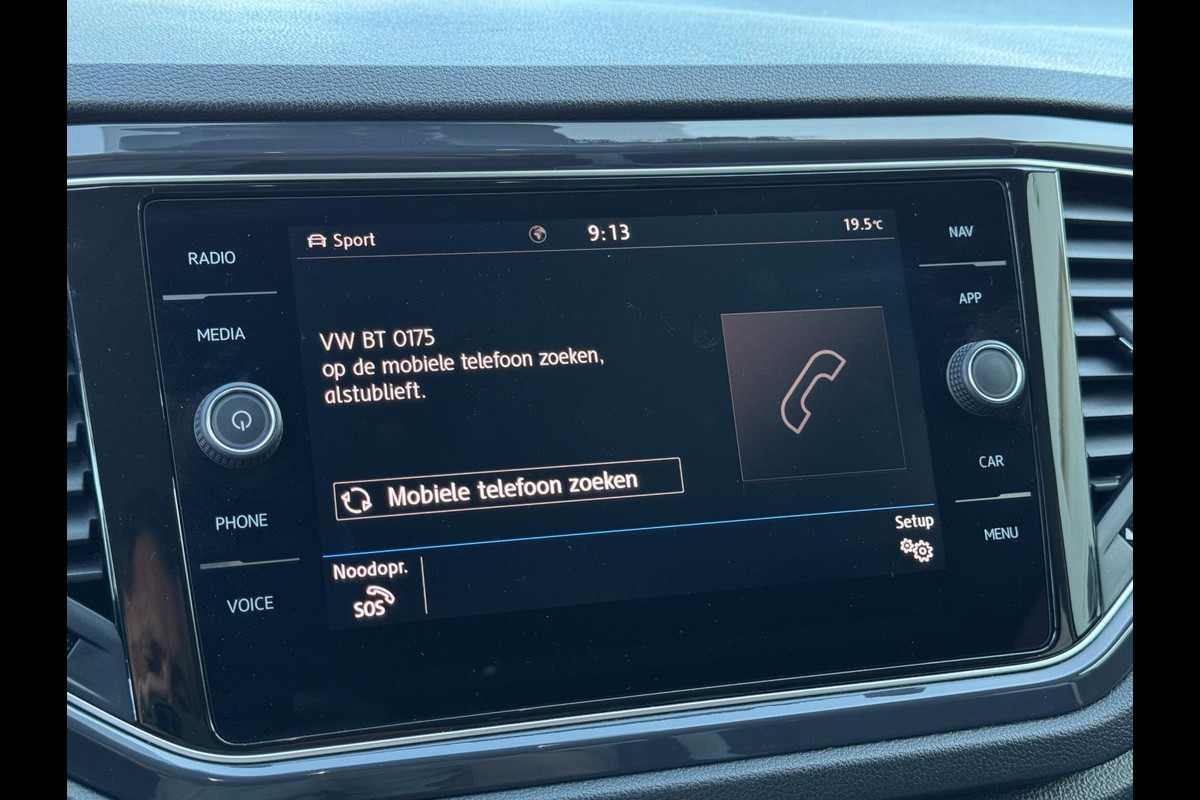 RADIO
MEDIA
PHONE
VOICE
Sport
9:13
19.5°C
VW BT 0175
op de mobiele telefoon zoeken,
alstublieft.
Mobiele telefoon zoeken
Noodopr.
SOS
Setup
NAV
APP
CAR
MENU